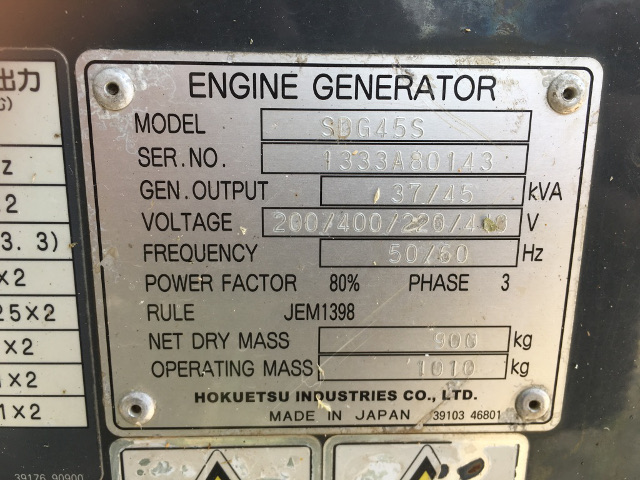 ENGINE GENERATOR
MODEL SDG45S
SER.NO. 1333A80143
GEN.OUTPUT 37/45 kVA
VOLTAGE 200/400/220/440 V
FREQUENCY 50/60 Hz
POWER FACTOR 80% PHASE 3
RULE JEM1398
NET DRY MASS 900 kg
OPERATING MASS 1010 kg
HOKUETSU INDUSTRIES CO., LTD.
MADE IN JAPAN 39103 46801
出力
G)
z
.2
3. 3)
×2
25×2
×2
1×2
1×2
39176 90900